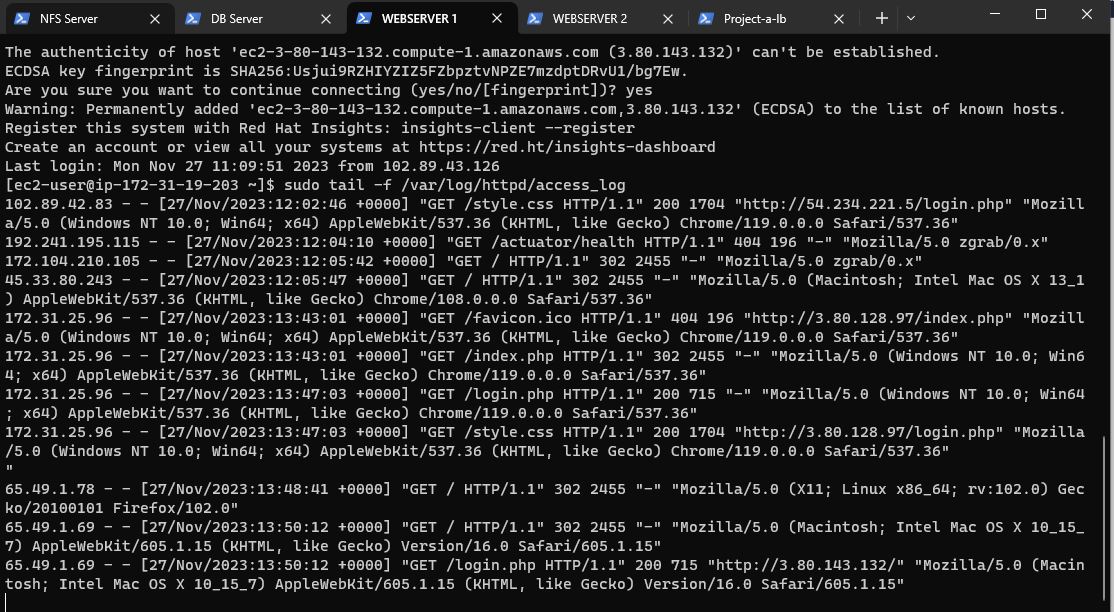 NFS Server
DB Server
WEBSERVER 1
WEBSERVER 2
Project-a-lb
The authenticity of host 'ec2-3-80-143-132.compute-1.amazonaws.com (3.80.143.132)' can't be established.
ECDSA key fingerprint is SHA256:Usjui9RZHIYZIZ5FZbpztvNPZE7mzdptDRvU1/bg7Ew.
Are you sure you want to continue connecting (yes/no/[fingerprint])? yes
Warning: Permanently added 'ec2-3-80-143-132.compute-1.amazonaws.com,3.80.143.132' (ECDSA) to the list of known hosts.
Register this system with Red Hat Insights: insights-client --register
Create an account or view all your systems at https://red.ht/insights-dashboard
Last login: Mon Nov 27 11:09:51 2023 from 102.89.43.126
[ec2-user@ip-172-31-19-203 ~]$ sudo tail -f /var/log/httpd/access_log
102.89.42.83 - - [27/Nov/2023:12:02:46 +0000] "GET /style.css HTTP/1.1" 200 1704 "http://54.234.221.5/login.php" "Mozill
a/5.0 (Windows NT 10.0; Win64; x64) AppleWebKit/537.36 (KHTML, like Gecko) Chrome/119.0.0.0 Safari/537.36"
192.241.195.115 - - [27/Nov/2023:12:04:10 +0000] "GET /actuator/health HTTP/1.1" 404 196 "-" "Mozilla/5.0 zgrab/0.x"
172.104.210.105 - - [27/Nov/2023:12:05:42 +0000] "GET / HTTP/1.1" 302 2455 "-" "Mozilla/5.0 zgrab/0.x"
45.33.80.243 - - [27/Nov/2023:12:05:47 +0000] "GET / HTTP/1.1" 302 2455 "-" "Mozilla/5.0 (Macintosh; Intel Mac OS X 13_1
) AppleWebKit/537.36 (KHTML, like Gecko) Chrome/108.0.0.0 Safari/537.36"
172.31.25.96 - - [27/Nov/2023:13:43:01 +0000] "GET /favicon.ico HTTP/1.1" 404 196 "http://3.80.128.97/index.php" "Mozill
a/5.0 (Windows NT 10.0; Win64; x64) AppleWebKit/537.36 (KHTML, like Gecko) Chrome/119.0.0.0 Safari/537.36"
172.31.25.96 - - [27/Nov/2023:13:43:01 +0000] "GET /index.php HTTP/1.1" 302 2455 "-" "Mozilla/5.0 (Windows NT 10.0; Win6
4; x64) AppleWebKit/537.36 (KHTML, like Gecko) Chrome/119.0.0.0 Safari/537.36"
172.31.25.96 - - [27/Nov/2023:13:47:03 +0000] "GET /login.php HTTP/1.1" 200 715 "-" "Mozilla/5.0 (Windows NT 10.0; Win64
; x64) AppleWebKit/537.36 (KHTML, like Gecko) Chrome/119.0.0.0 Safari/537.36"
172.31.25.96 - - [27/Nov/2023:13:47:03 +0000] "GET /style.css HTTP/1.1" 200 1704 "http://3.80.128.97/login.php" "Mozilla
/5.0 (Windows NT 10.0; Win64; x64) AppleWebKit/537.36 (KHTML, like Gecko) Chrome/119.0.0.0 Safari/537.36"
"
65.49.1.78 - - [27/Nov/2023:13:48:41 +0000] "GET / HTTP/1.1" 302 2455 "-" "Mozilla/5.0 (X11; Linux x86_64; rv:102.0) Gec
ko/20100101 Firefox/102.0"
65.49.1.69 - - [27/Nov/2023:13:50:12 +0000] "GET / HTTP/1.1" 302 2455 "-" "Mozilla/5.0 (Macintosh; Intel Mac OS X 10_15_
7) AppleWebKit/605.1.15 (KHTML, like Gecko) Version/16.0 Safari/605.1.15"
65.49.1.69 - - [27/Nov/2023:13:50:12 +0000] "GET /login.php HTTP/1.1" 200 715 "http://3.80.143.132/" "Mozilla/5.0 (Macin
tosh; Intel Mac OS X 10_15_7) AppleWebKit/605.1.15 (KHTML, like Gecko) Version/16.0 Safari/605.1.15"